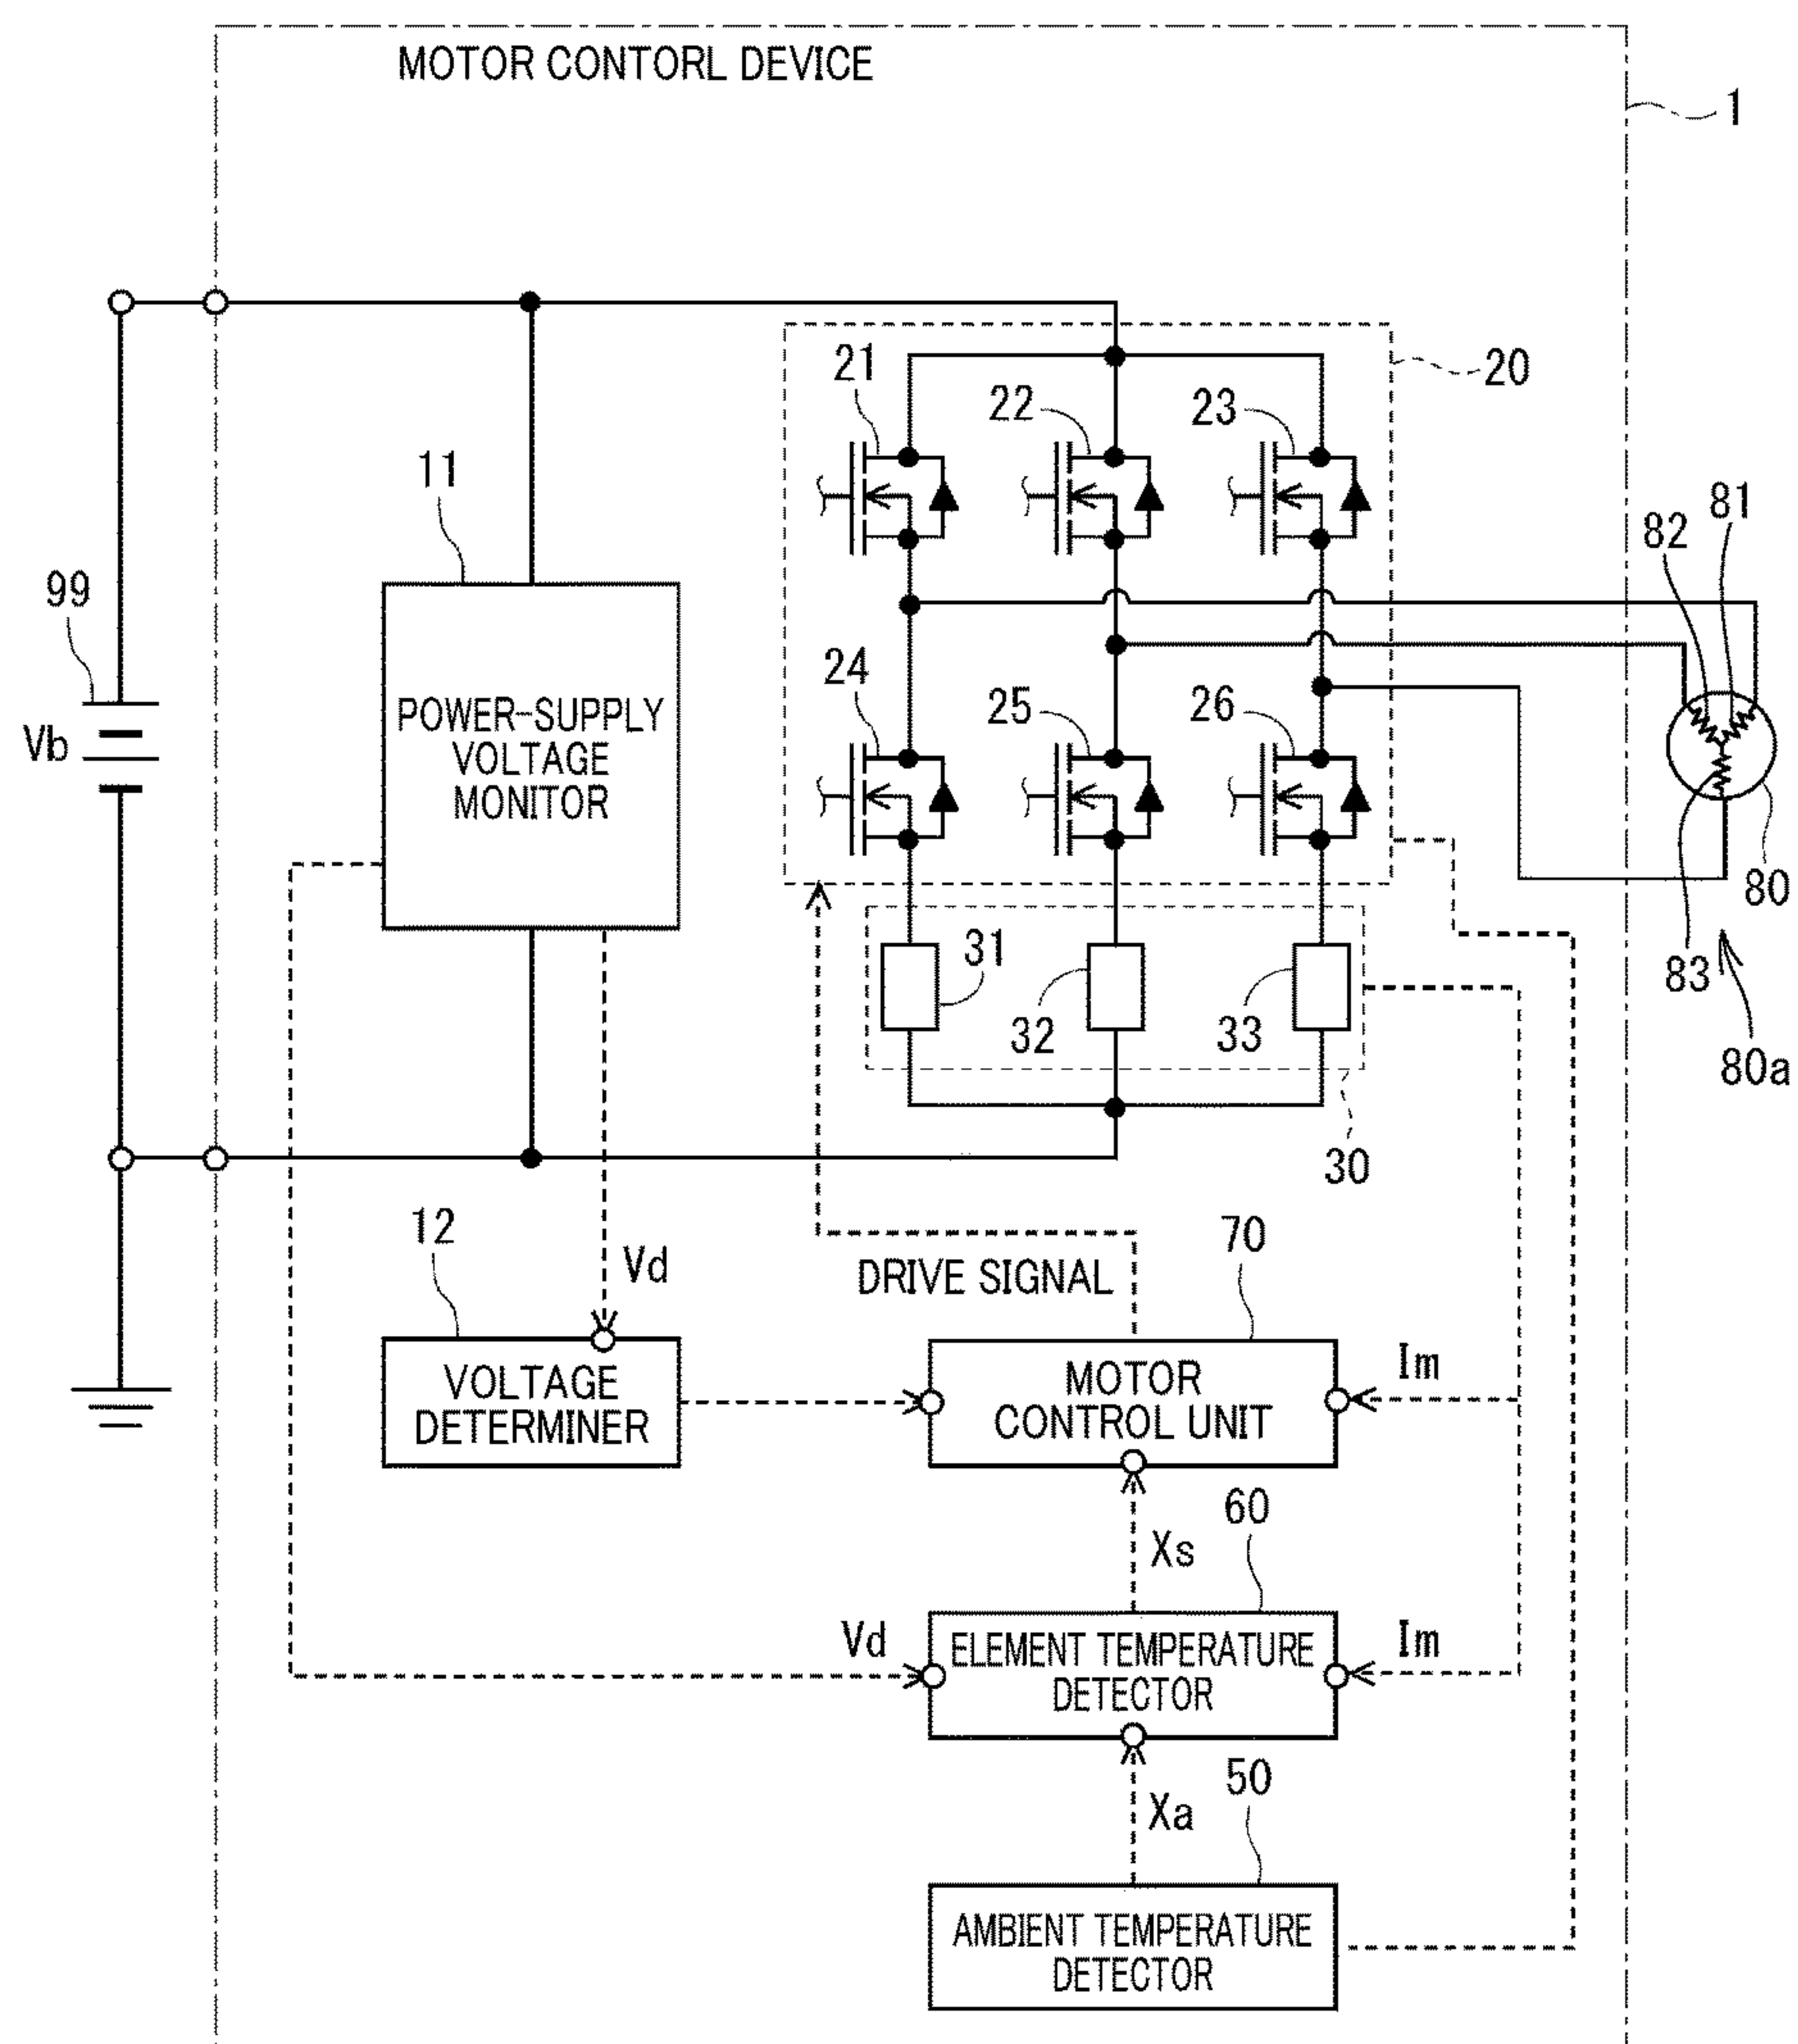 MOTOR CONTORL DEVICE
1
20
21
22
23
11
81
82
99
24
25
26
POWER-SUPPLY
VOLTAGE
MONITOR
Vb
80
31
32
33
83
80a
30
12
70
Vd
DRIVE SIGNAL
VOLTAGE
DETERMINER
MOTOR
CONTROL UNIT
Im
60
Xs
Vd
ELEMENT TEMPERATURE
DETECTOR
Im
50
Xa
AMBIENT TEMPERATURE
DETECTOR